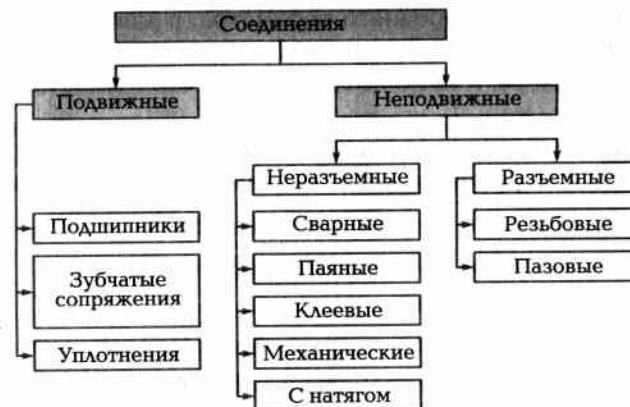 Соединения
Подвижные
Неподвижные
Неразъемные
Разъемные
Подшипники
Зубчатые
сопряжения
Уплотнения
Сварные
Паяные
Клеевые
Механические
С натягом
Резьбовые
Пазовые